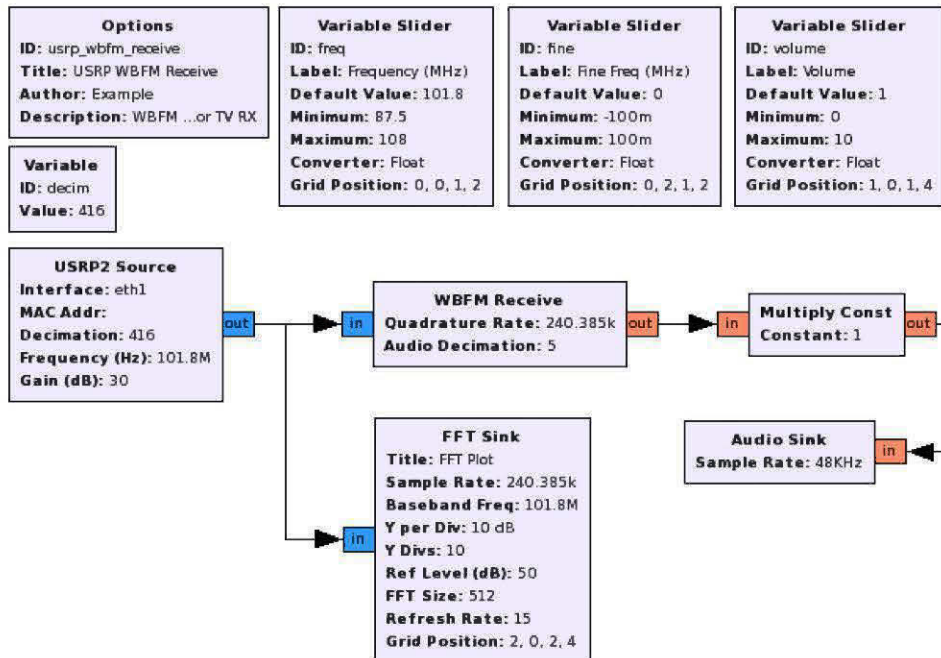 Options
ID: usrp_wbfm_receive
Title: USRP WBFM Receive
Author: Example
Description: WBFM ...or TV RX
Variable
ID: decim
Value: 416
Variable Slider
ID: freq
Label: Frequency (MHz)
Default Value: 101.8
Minimum: 87.5
Maximum: 108
Converter: Float
Grid Position: 0, 0, 1, 2
Variable Slider
ID: fine
Label: Fine Freq (MHz)
Default Value: 0
Minimum: -100m
Maximum: 100m
Converter: Float
Grid Position: 0, 2, 1, 2
Variable Slider
ID: volume
Label: Volume
Default Value: 1
Minimum: 0
Maximum: 10
Converter: Float
Grid Position: 1, 0, 1, 4
USRP2 Source
Interface: eth1
MAC Addr:
Decimation: 416
Frequency (Hz): 101.8M
Gain (dB): 30
out
in
WBFM Receive
Quadrature Rate: 240.385k
Audio Decimation: 5
out
in
Multiply Const
Constant: 1
out
in
FFT Sink
Title: FFT Plot
Sample Rate: 240.385k
Baseband Freq: 101.8M
Y per Div: 10 dB
Y Divs: 10
Ref Level (dB): 50
FFT Size: 512
Refresh Rate: 15
Grid Position: 2, 0, 2, 4
Audio Sink
Sample Rate: 48KHz
in